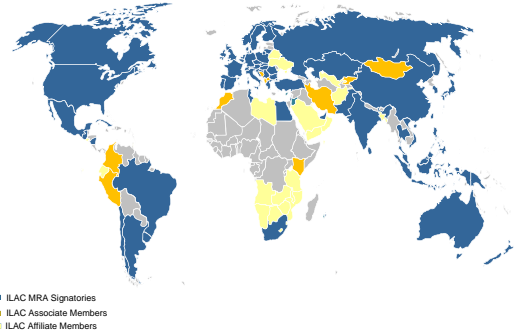 ILAC MRA Signatories
ILAC Associate Members
ILAC Affiliate Members